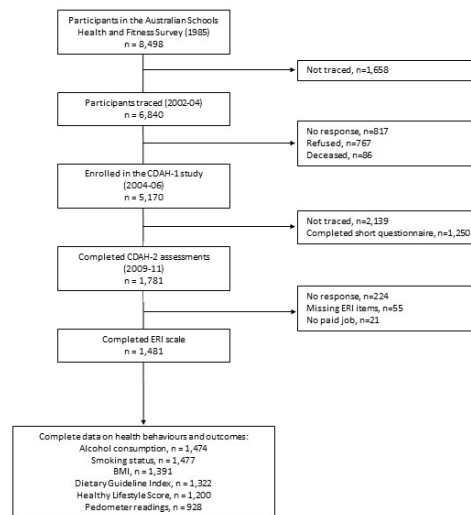 Participants in the Australian Schools
Health and Fitness Survey (1985)
n = 8,498
Not traced, n=1,658
Participants traced (2002-04)
n = 6,840
No response, n=817
Refused, n=767
Deceased, n=86
Enrolled in the CDAH-1 study
(2004-06)
n = 5,170
Not traced, n=2,139
Completed short questionnaire, n=1,250
Completed CDAH-2 assessments
(2009-11)
n = 1,781
No response, n=224
Missing ERI items, n=55
No paid job, n=21
Completed ERI scale
n = 1,481
Complete data on health behaviours and outcomes:
Alcohol consumption, n = 1,474
Smoking status, n = 1,477
BMI, n = 1,391
Dietary Guideline Index, n = 1,322
Healthy Lifestyle Score, n = 1,200
Pedometer readings, n = 928